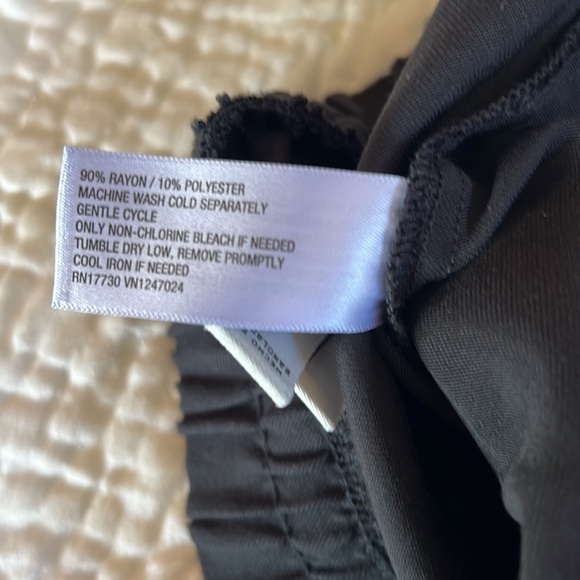 90% RAYON / 10% POLYESTER
MACHINE WASH COLD SEPARATELY
GENTLE CYCLE
ONLY NON-CHLORINE BLEACH IF NEEDED
TUMBLE DRY LOW, REMOVE PROMPTLY
COOL IRON IF NEEDED
RN17730 VN1247024
HECHO